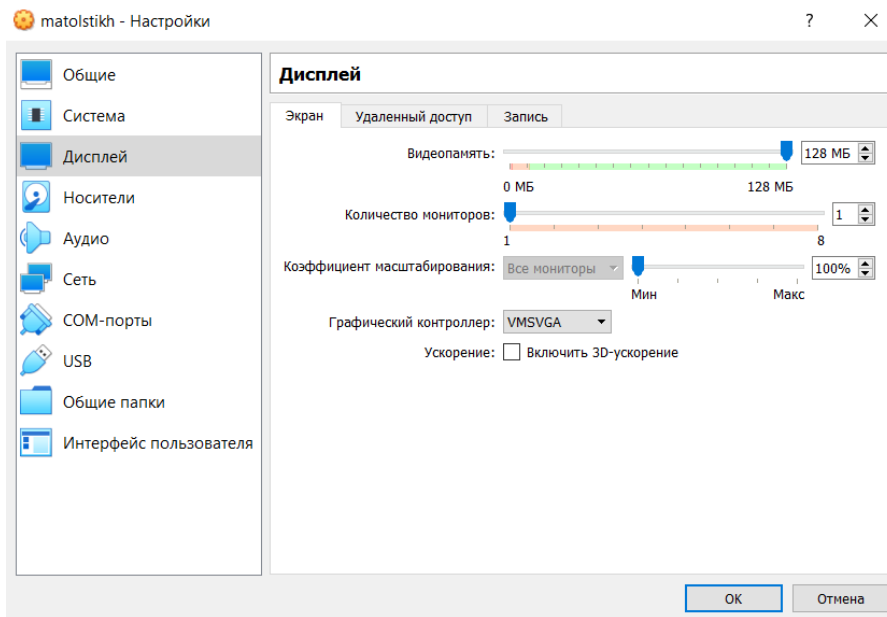 matolstikh - Настройки ?
Общие
Система
Дисплей
Носители
Аудио
Сеть
COM-порты
USB
Общие папки
Интерфейс пользователя
Дисплей
Экран Удаленный доступ Запись
Видеопамять: 128 МБ
0 МБ 128 МБ
Количество мониторов: 1
1 8
Коэффициент масштабирования: Все мониторы 100%
Мин Макс
Графический контроллер: VMSVGA
Ускорение: Включить 3D-ускорение
OK Отмена